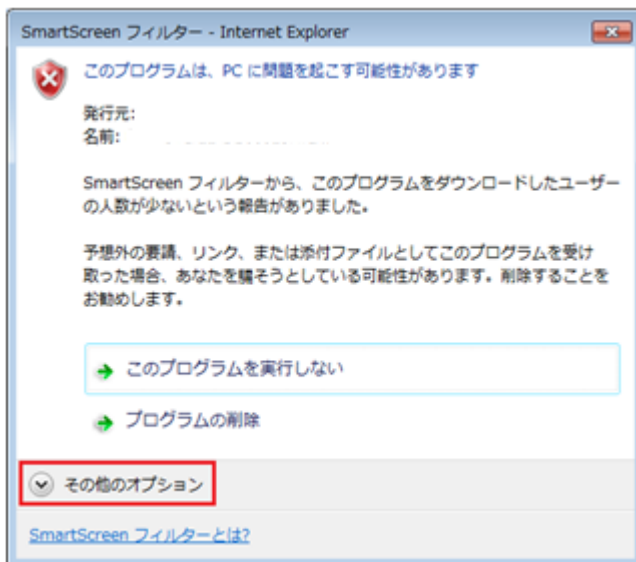 SmartScreen フィルター - Internet Explorer
このプログラムは、PC に問題を起こす可能性があります
発行元:
名前:
SmartScreen フィルターから、このプログラムをダウンロードしたユーザー
の人数が少ないという報告がありました。
予想外の要請、リンク、または添付ファイルとしてこのプログラムを受け
取った場合、あなたを騙そうとしている可能性があります。削除することを
お勧めします。
このプログラムを実行しない
プログラムの削除
その他のオプション
SmartScreen フィルターとは?